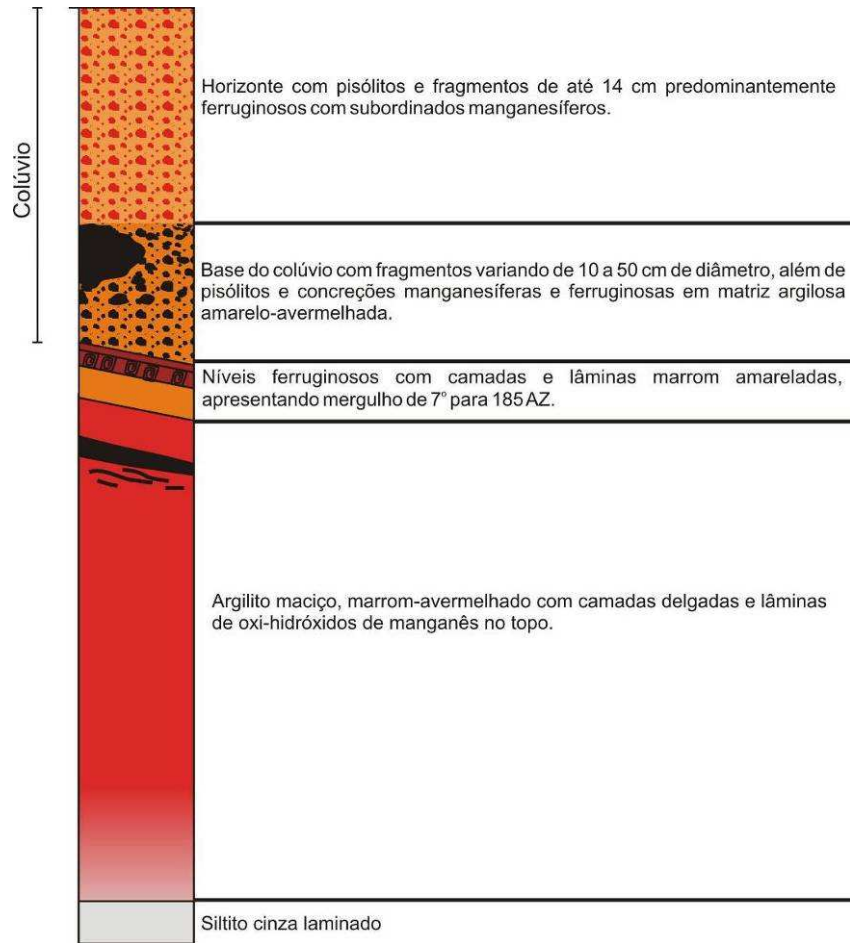 Colúvio
Horizonte com pisólitos e fragmentos de até 14 cm predominantemente
ferruginosos com subordinados manganesíferos.
Base do colúvio com fragmentos variando de 10 a 50 cm de diâmetro, além de
pisólitos e concreções manganesíferas e ferruginosas em matriz argilosa
amarelo-avermelhada.
Níveis ferruginosos com camadas e lâminas marrom amareladas,
apresentando mergulho de 7° para 185 AZ.
Argilito maciço, marrom-avermelhado com camadas delgadas e lâminas
de oxi-hidróxidos de manganês no topo.
Siltito cinza laminado